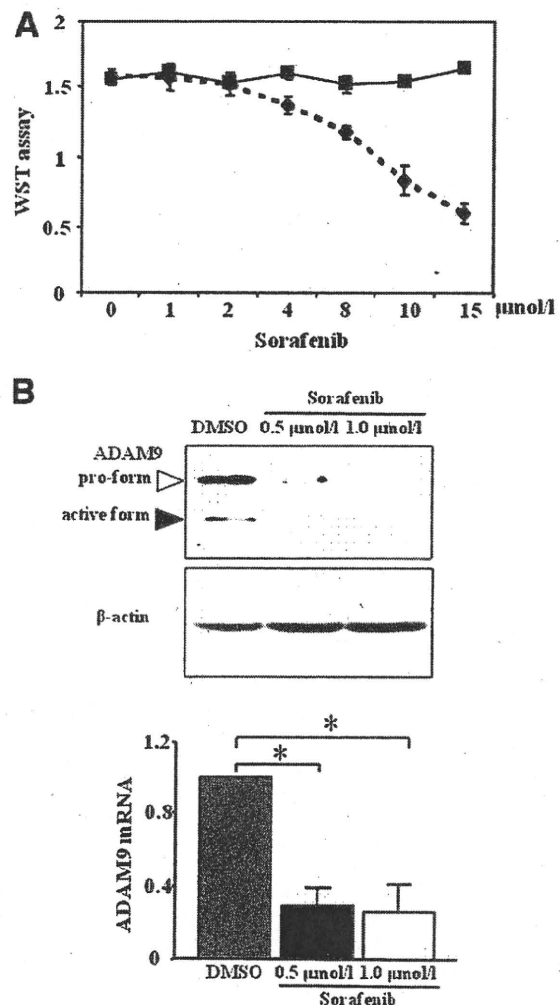 A
2
1.5
1
0.5
0
WST assay
0 1 2 4 8 10 15 μmol/l
Sorafenib
B
Sorafenib
DMSO 0.5 μmol/l 1.0 μmol/l
ADAM9
pro-form
active form
β-actin
* 
*
1.2
0.8
0.4
0
ADAM9 mRNA
DMSO 0.5 μmol/l 1.0 μmol/l
Sorafenib